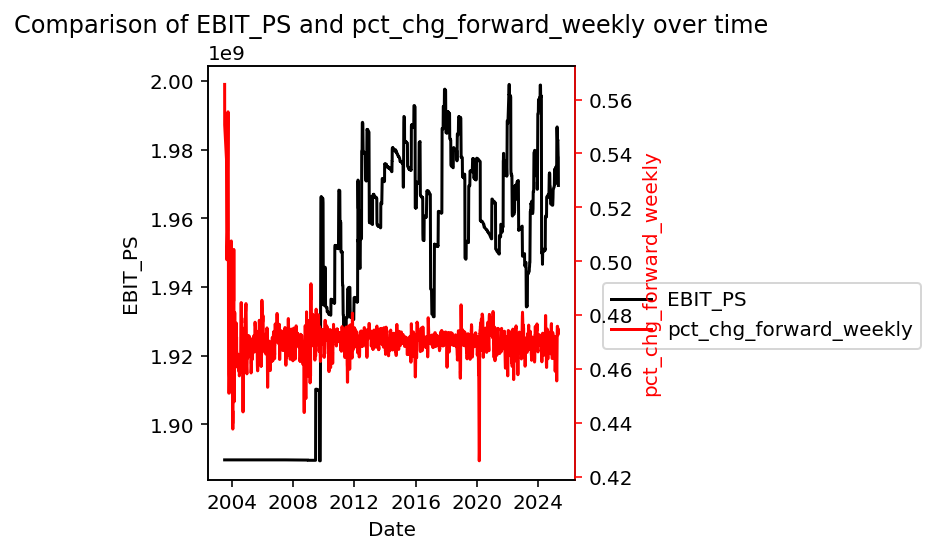 Comparison of EBIT_PS and pct_chg_forward_weekly over time
1e9
2.00
1.98
1.96
1.94
1.92
1.90
EBIT_PS
0.56
0.54
0.52
0.50
0.48
0.46
0.44
0.42
pct_chg_forward_weekly
EBIT_PS
pct_chg_forward_weekly
2004 2008 2012 2016 2020 2024
Date